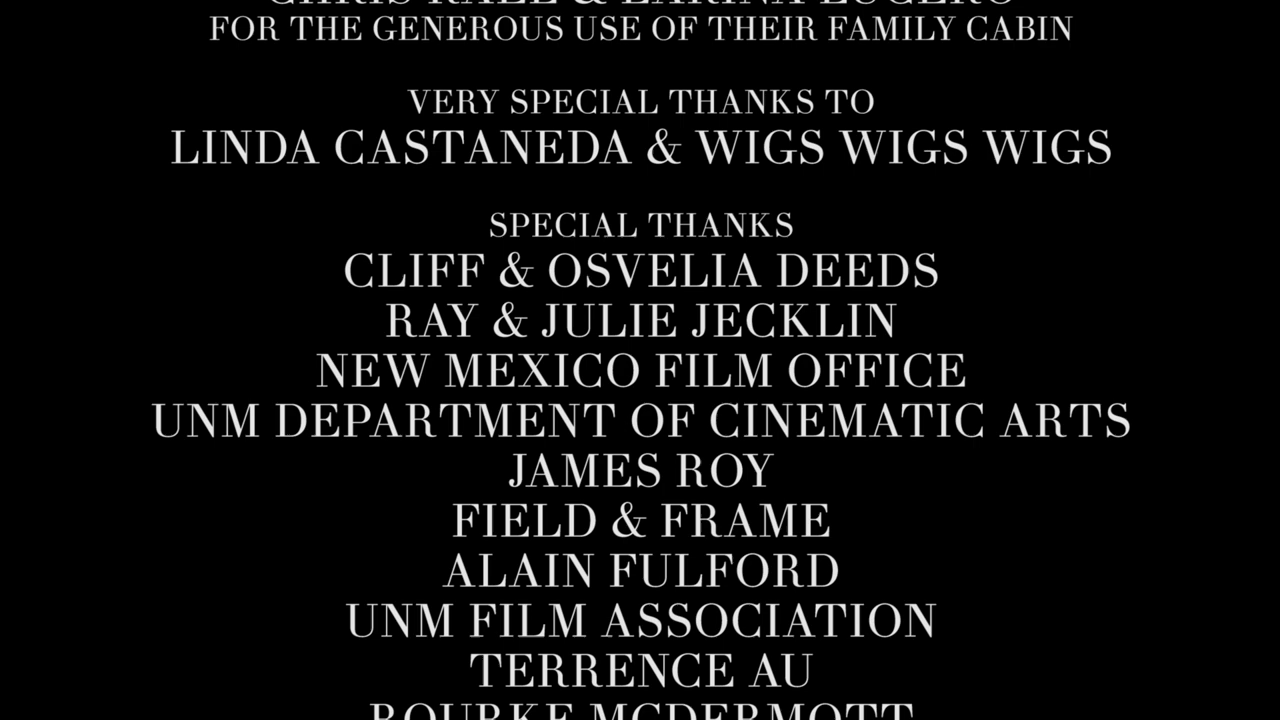 FOR THE GENEROUS USE OF THEIR FAMILY CABIN
VERY SPECIAL THANKS TO
LINDA CASTANEDA & WIGS WIGS WIGS
SPECIAL THANKS
CLIFF & OSVELIA DEEDS
RAY & JULIE JECKLIN
NEW MEXICO FILM OFFICE
UNM DEPARTMENT OF CINEMATIC ARTS
JAMES ROY
FIELD & FRAME
ALAIN FULFORD
UNM FILM ASSOCIATION
TERRENCE AU
ROURKE MCDERMOTT